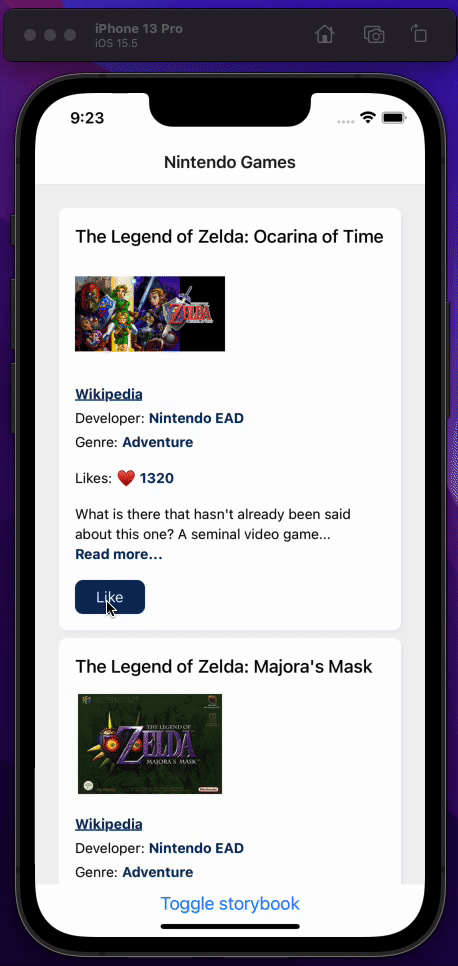 iPhone 13 Pro
iOS 15.5
9:23
Nintendo Games
The Legend of Zelda: Ocarina of Time
ZELDA
Wikipedia
Developer: Nintendo EAD
Genre: Adventure
Likes: ❤️ 1320
What is there that hasn't already been said
about this one? A seminal video game...
Read more...
Like
The Legend of Zelda: Majora's Mask
THE LEGEND OF
ZELDA
MAJORA'S MASK
Nintendo
Wikipedia
Developer: Nintendo EAD
Genre: Adventure
Toggle storybook